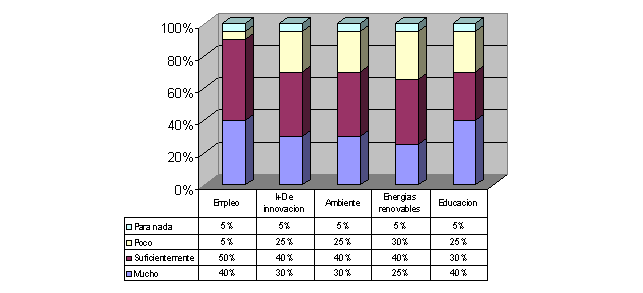 100%
80%
60%
40%
20%
0%
Empleo I+De innovacion Ambiente Energias renovables Educacion
Para nada 5% 5% 5% 5% 5%
Poco 5% 25% 25% 30% 25%
Suficientemente 50% 40% 40% 40% 30%
Mucho 40% 30% 30% 25% 40%